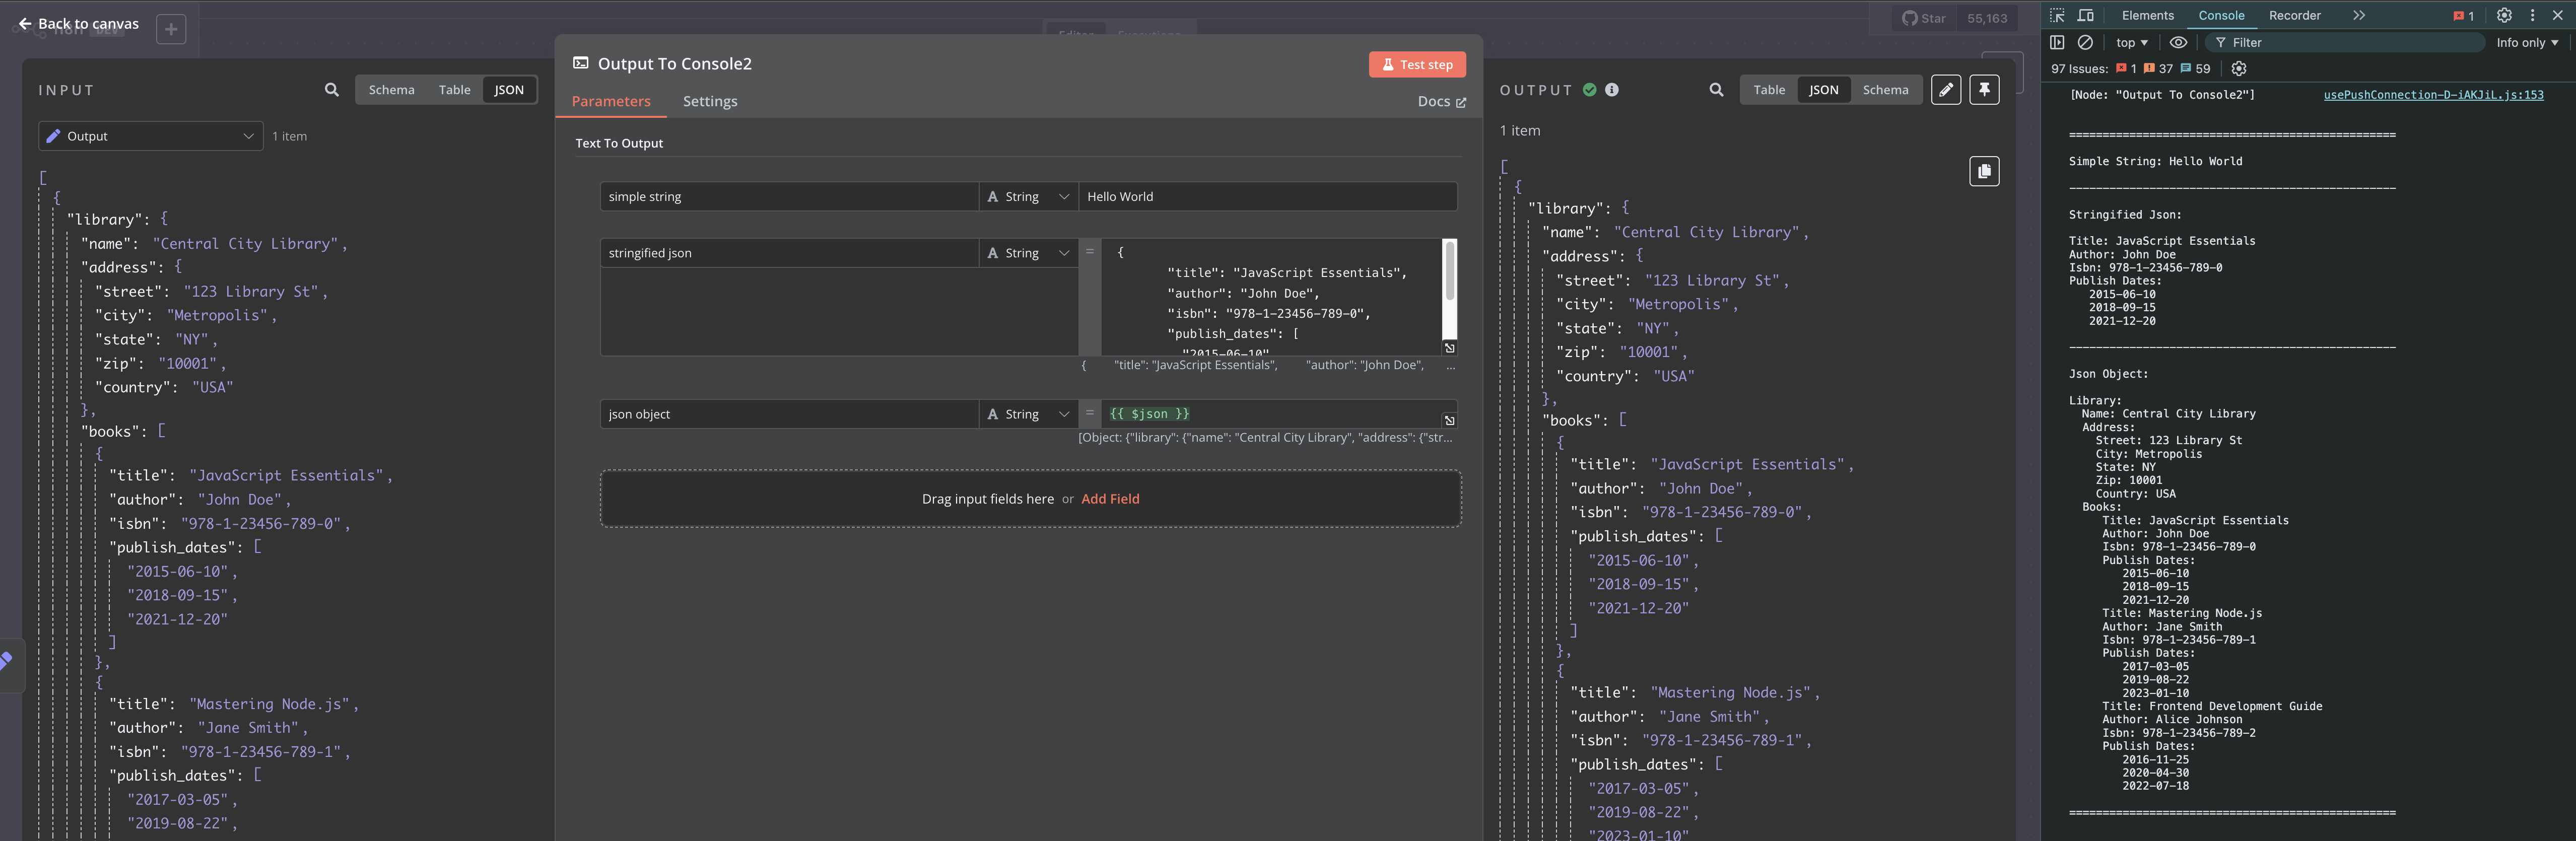 Back to canvas
n8n DEV
Editor Executions
Star 55,163
INPUT
Schema Table JSON
Output
1 item
[
{
"library": {
"name": "Central City Library",
"address": {
"street": "123 Library St",
"city": "Metropolis",
"state": "NY",
"zip": "10001",
"country": "USA"
},
"books": [
{
"title": "JavaScript Essentials",
"author": "John Doe",
"isbn": "978-1-23456-789-0",
"publish_dates": [
"2015-06-10",
"2018-09-15",
"2021-12-20"
]
},
{
"title": "Mastering Node.js",
"author": "Jane Smith",
"isbn": "978-1-23456-789-1",
"publish_dates": [
"2017-03-05",
"2019-08-22",
Output To Console2
Test step
Parameters Settings
Docs
Text To Output
simple string String Hello World
stringified json String = {
"title": "JavaScript Essentials",
"author": "John Doe",
"isbn": "978-1-23456-789-0",
"publish_dates": [
"2015-06-10"
{ "title": "JavaScript Essentials", "author": "John Doe", ...
json object String = {{ $json }}
[Object: {"library": {"name": "Central City Library", "address": {"str...
Drag input fields here or Add Field
OUTPUT
Table JSON Schema
1 item
[
{
"library": {
"name": "Central City Library",
"address": {
"street": "123 Library St",
"city": "Metropolis",
"state": "NY",
"zip": "10001",
"country": "USA"
},
"books": [
{
"title": "JavaScript Essentials",
"author": "John Doe",
"isbn": "978-1-23456-789-0",
"publish_dates": [
"2015-06-10",
"2018-09-15",
"2021-12-20"
]
},
{
"title": "Mastering Node.js",
"author": "Jane Smith",
"isbn": "978-1-23456-789-1",
"publish_dates": [
"2017-03-05",
"2019-08-22",
"2023-01-10"
Elements Console Recorder 1
top Filter Info only
97 Issues: 1 37 59
[Node: "Output To Console2"] usePushConnection-D-iAKJiL.js:153
=================================================
Simple String: Hello World
-------------------------------------------------
Stringified Json:
Title: JavaScript Essentials
Author: John Doe
Isbn: 978-1-23456-789-0
Publish Dates:
2015-06-10
2018-09-15
2021-12-20
-------------------------------------------------
Json Object:
Library:
Name: Central City Library
Address:
Street: 123 Library St
City: Metropolis
State: NY
Zip: 10001
Country: USA
Books:
Title: JavaScript Essentials
Author: John Doe
Isbn: 978-1-23456-789-0
Publish Dates:
2015-06-10
2018-09-15
2021-12-20
Title: Mastering Node.js
Author: Jane Smith
Isbn: 978-1-23456-789-1
Publish Dates:
2017-03-05
2019-08-22
2023-01-10
Title: Frontend Development Guide
Author: Alice Johnson
Isbn: 978-1-23456-789-2
Publish Dates:
2016-11-25
2020-04-30
2022-07-18
=================================================